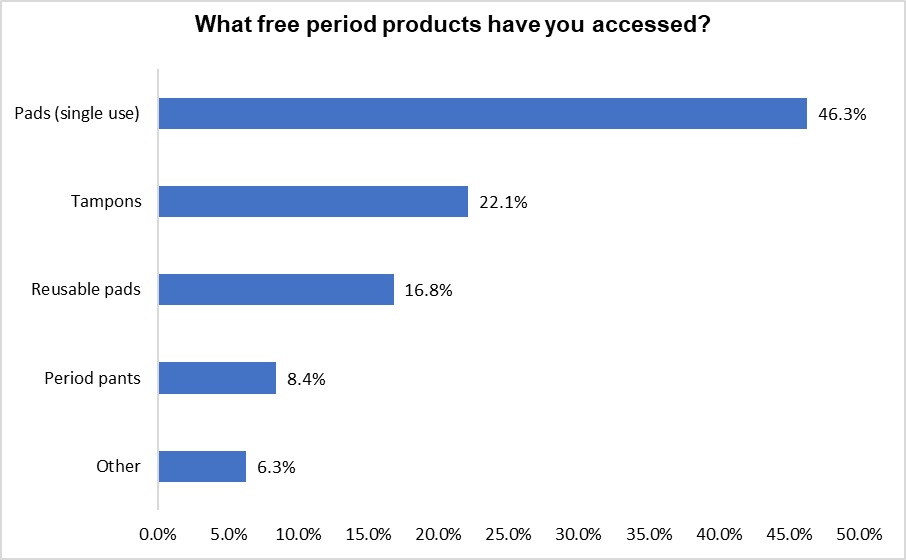 What free period products have you accessed?
Pads (single use)
46.3%
Tampons
22.1%
Reusable pads
16.8%
Period pants
8.4%
Other
6.3%
0.0% 5.0% 10.0% 15.0% 20.0% 25.0% 30.0% 35.0% 40.0% 45.0% 50.0%